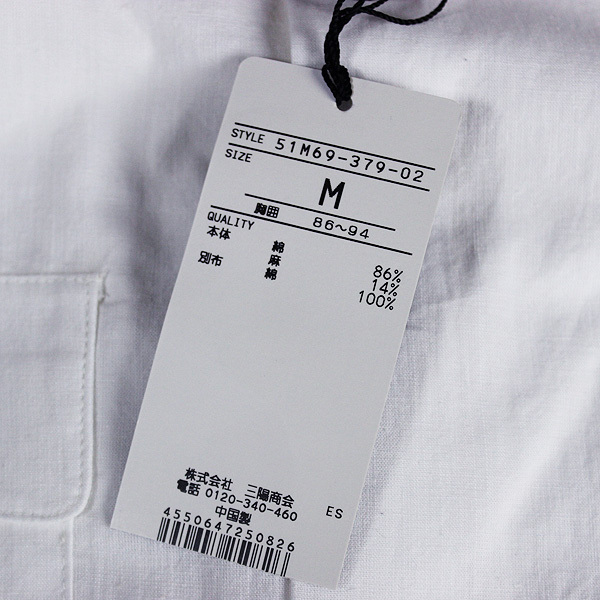 STYLE 51M69-379-02
SIZE
M
胸囲 86~94
QUALITY
本体 綿 86%
麻 14%
別布 綿 100%
株式会社 三陽商会
電話 0120-340-460
中国製 ES
4550647250826